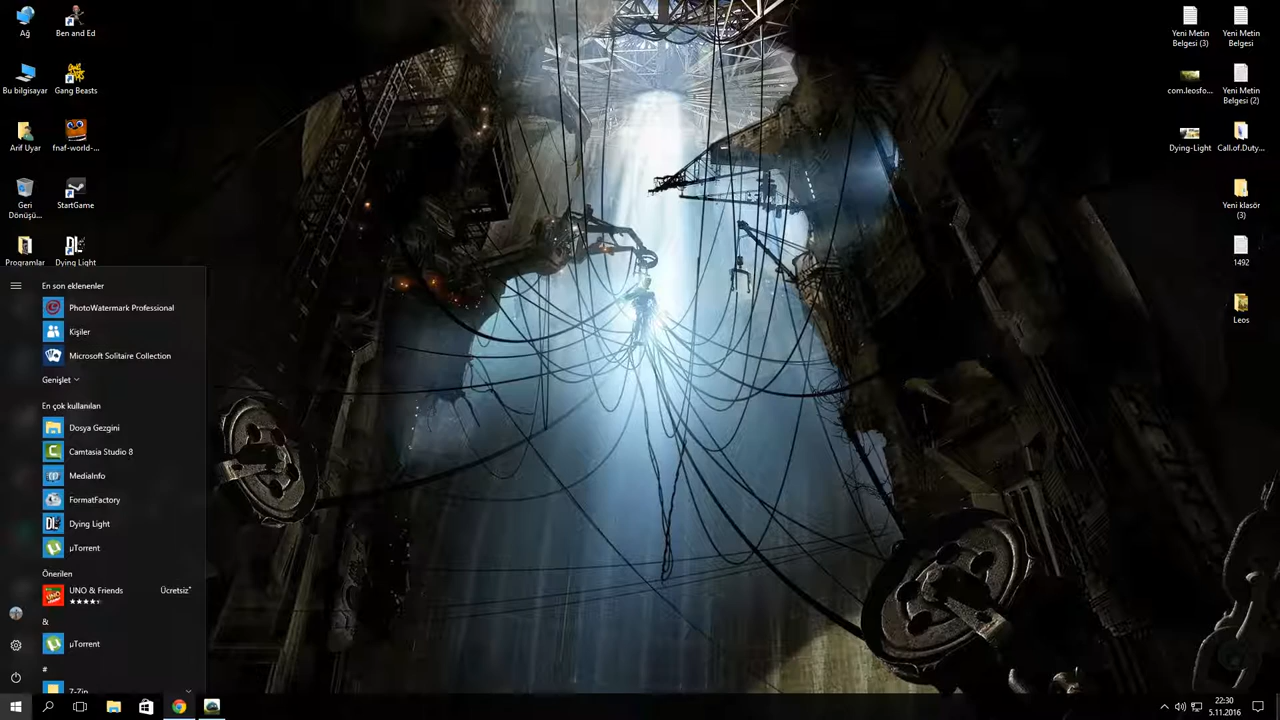 Ağ
Ben and Ed
Bu bilgisayar
Gang Beasts
Arif Uyar
fnaf-world-...
Geri
Dönüşü...
StartGame
Programlar
Dying Light
Yeni Metin
Belgesi (3)
Yeni Metin
Belgesi
com.leosfo...
Yeni Metin
Belgesi (2)
Dying-Light
Call.of.Duty...
Yeni klasör
(3)
1492
Leos
En son eklenenler
PhotoWatermark Professional
Kişiler
Microsoft Solitaire Collection
Genişlet
En çok kullanılan
Dosya Gezgini
Camtasia Studio 8
MediaInfo
FormatFactory
Dying Light
µTorrent
Önerilen
UNO & Friends
Ücretsiz*
&
µTorrent
#
7-Zip
22:30
5.11.2016